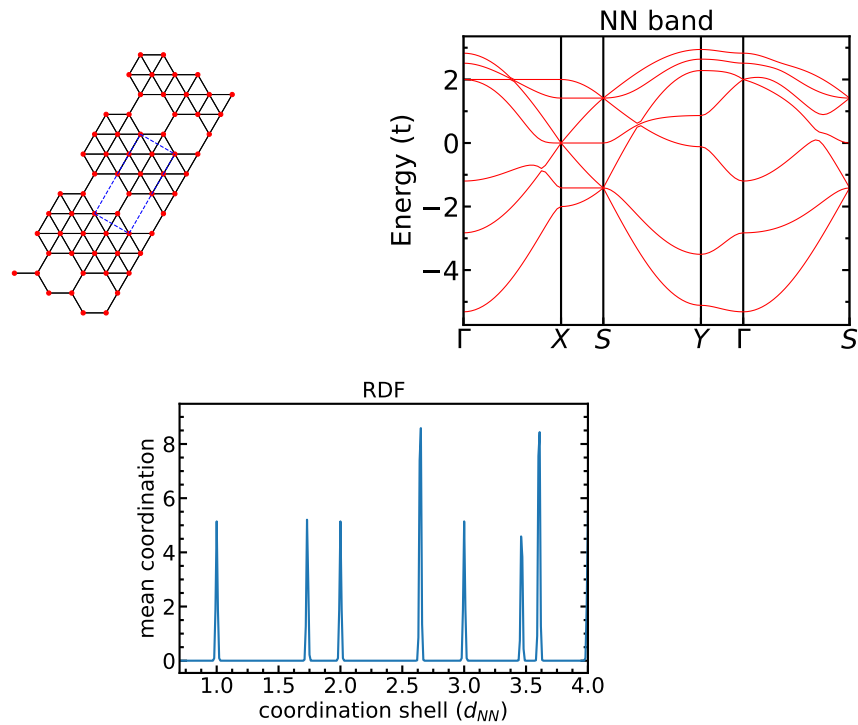 NN band
Energy (t)
2
0
−2
−4
Γ X S Y Γ S
RDF
mean coordination
8
6
4
2
0
1.0 1.5 2.0 2.5 3.0 3.5 4.0
coordination shell (d_NN)